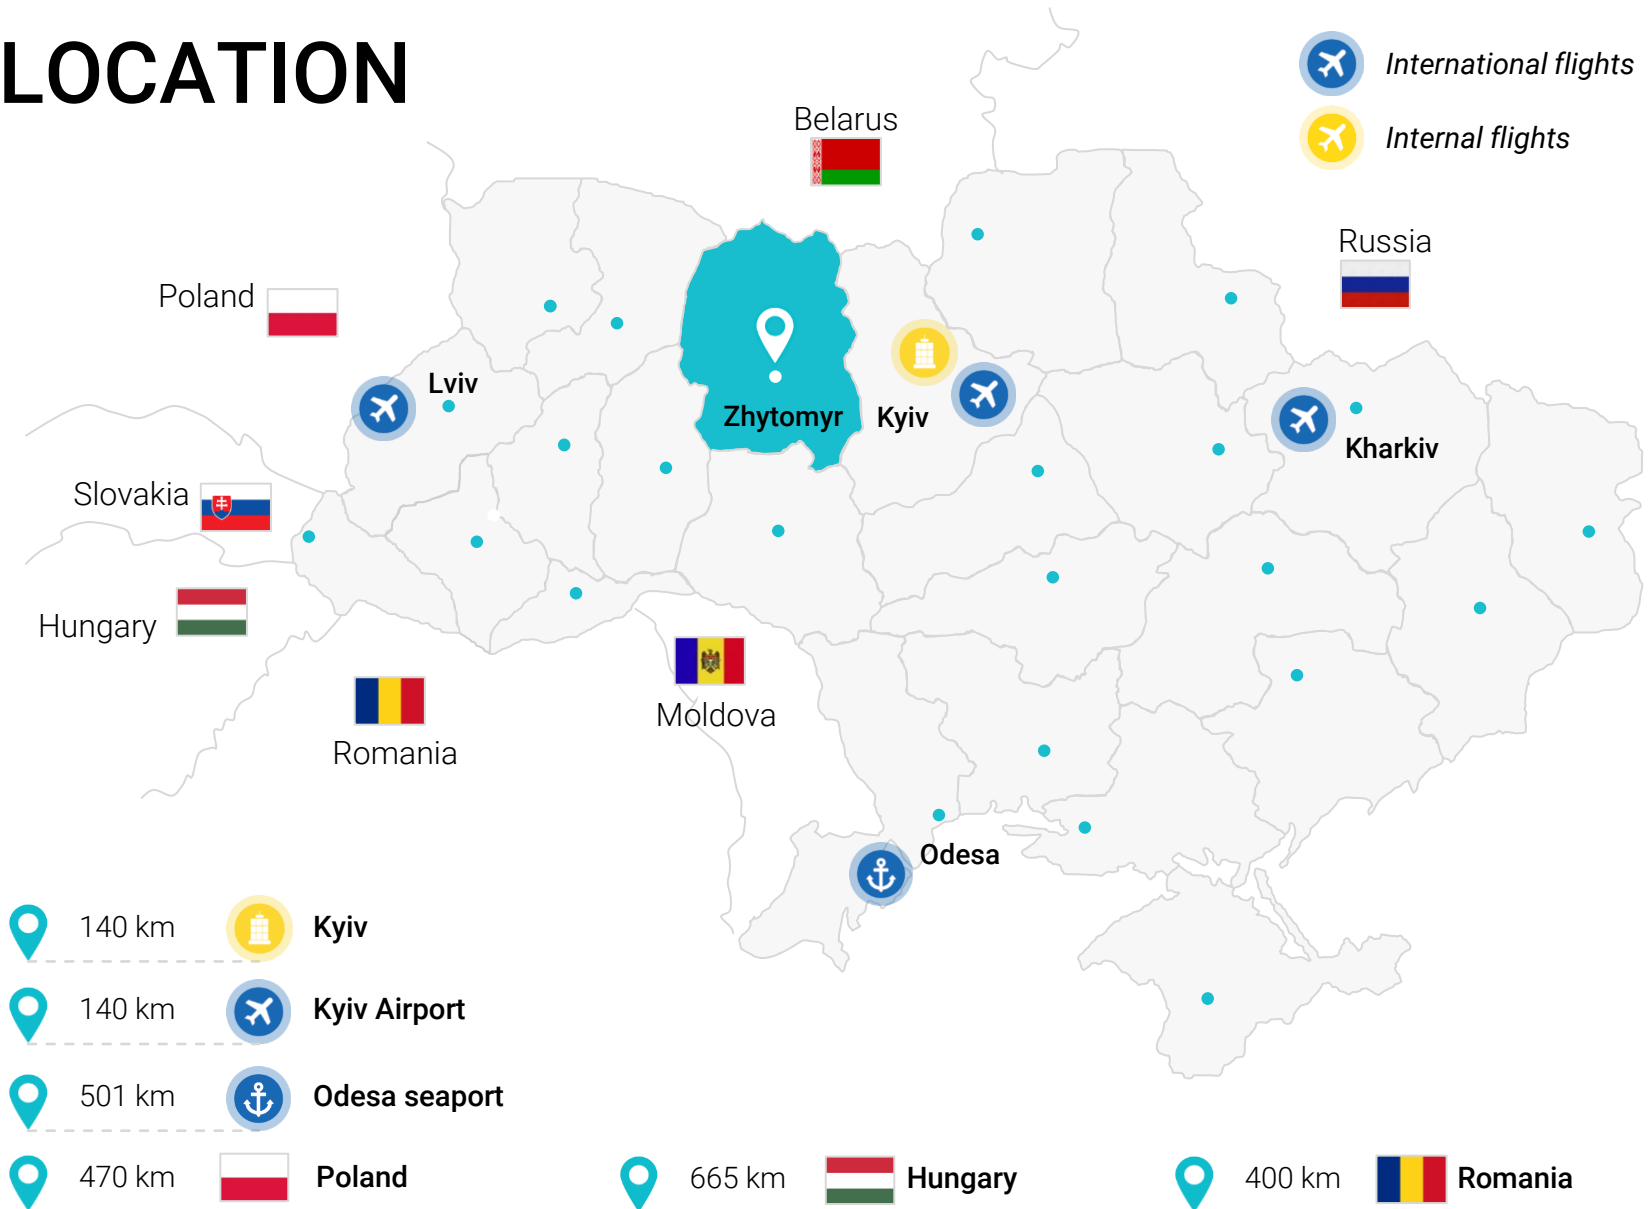 LOCATION
International flights
Internal flights
Belarus
Russia
Poland
Lviv
Zhytomyr
Kyiv
Kharkiv
Slovakia
Hungary
Moldova
Romania
Odesa
140 km Kyiv
140 km Kyiv Airport
501 km Odesa seaport
470 km Poland
665 km Hungary
400 km Romania